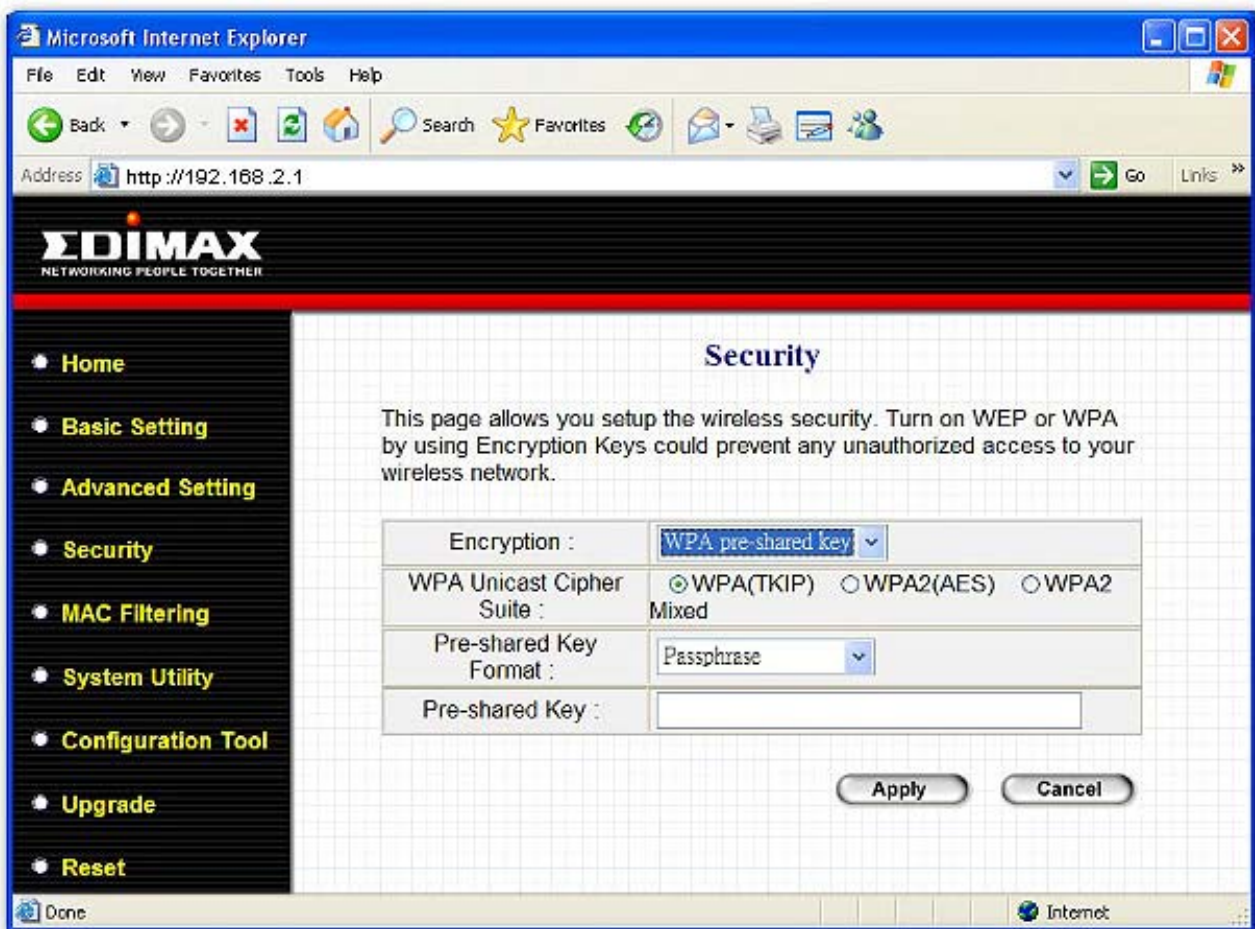 Microsoft Internet Explorer
File Edit View Favorites Tools Help
Back Search Favorites
Address http://192.168.2.1 Go Links »
EDIMAX
NETWORKING PEOPLE TOGETHER
Home
Basic Setting
Advanced Setting
Security
MAC Filtering
System Utility
Configuration Tool
Upgrade
Reset
Security
This page allows you setup the wireless security. Turn on WEP or WPA
by using Encryption Keys could prevent any unauthorized access to your
wireless network.
Encryption : WPA pre-shared key
WPA Unicast Cipher
Suite :
WPA(TKIP) WPA2(AES) WPA2
Mixed
Pre-shared Key
Format :
Passphrase
Pre-shared Key :
Apply Cancel
Done Internet